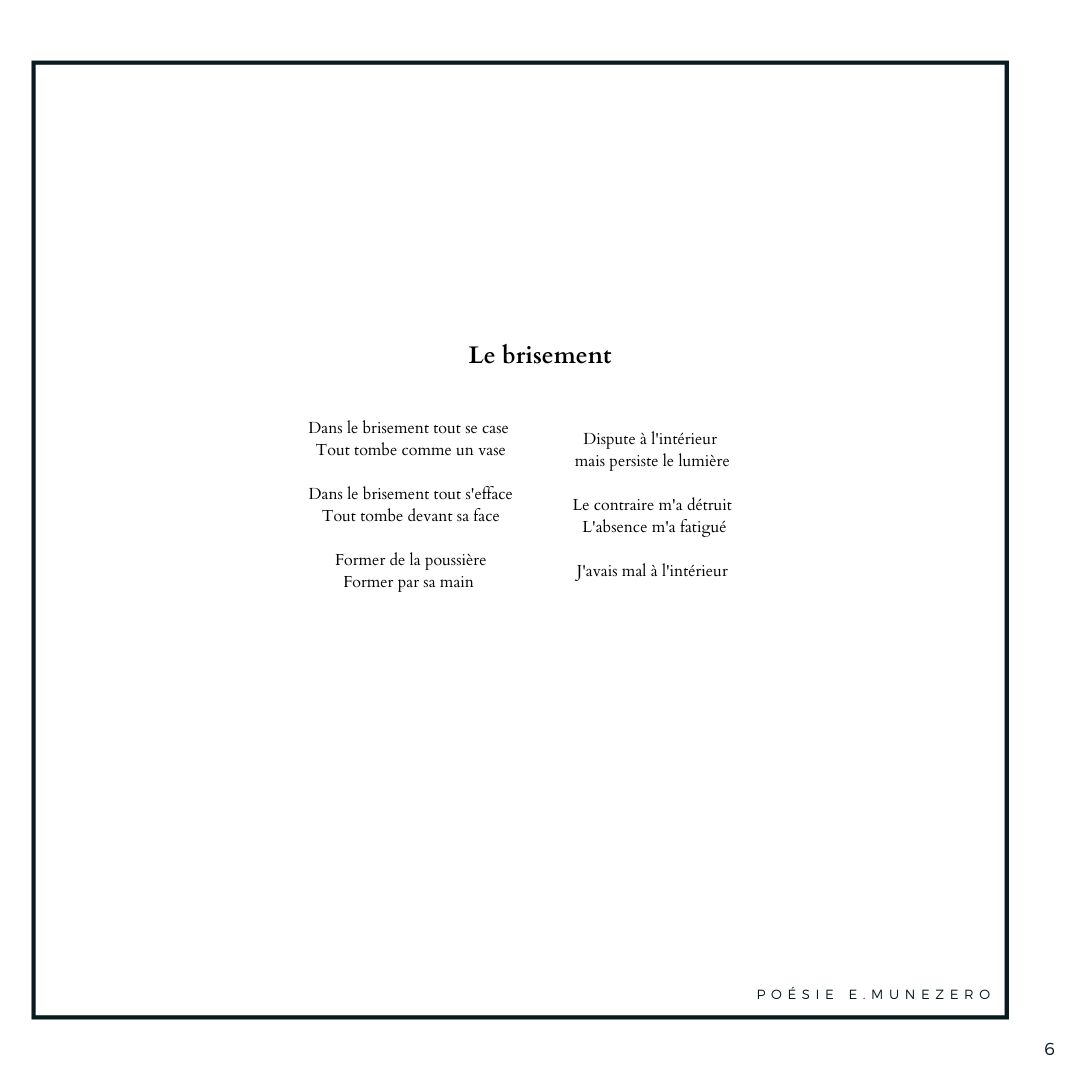 Le brisement
Dans le brisement tout se case
Tout tombe comme un vase
Dans le brisement tout s'efface
Tout tombe devant sa face
Former de la poussière
Former par sa main
Dispute à l'intérieur
mais persiste le lumière
Le contraire m'a détruit
L'absence m'a fatigué
J'avais mal à l'intérieur
POÉSIE E.MUNEZERO
6